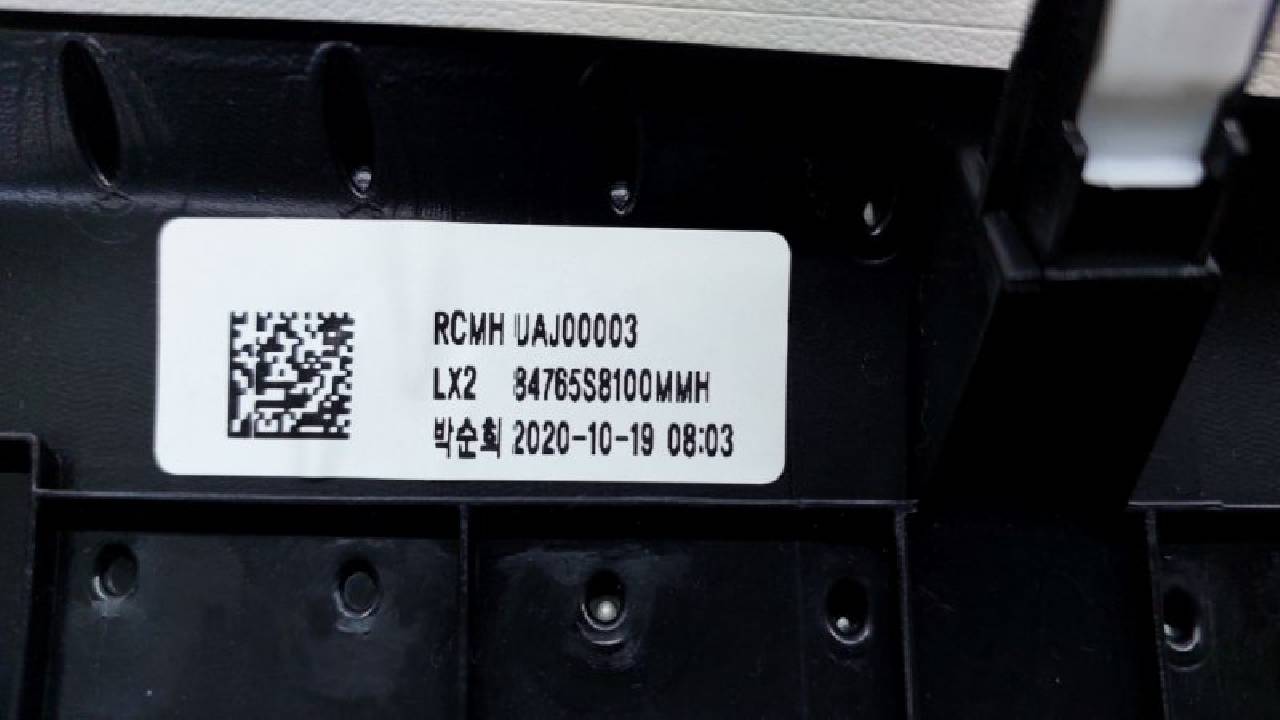 RCMH UAJ00003
LX2 84765S8100MMH
박순희 2020-10-19 08:03